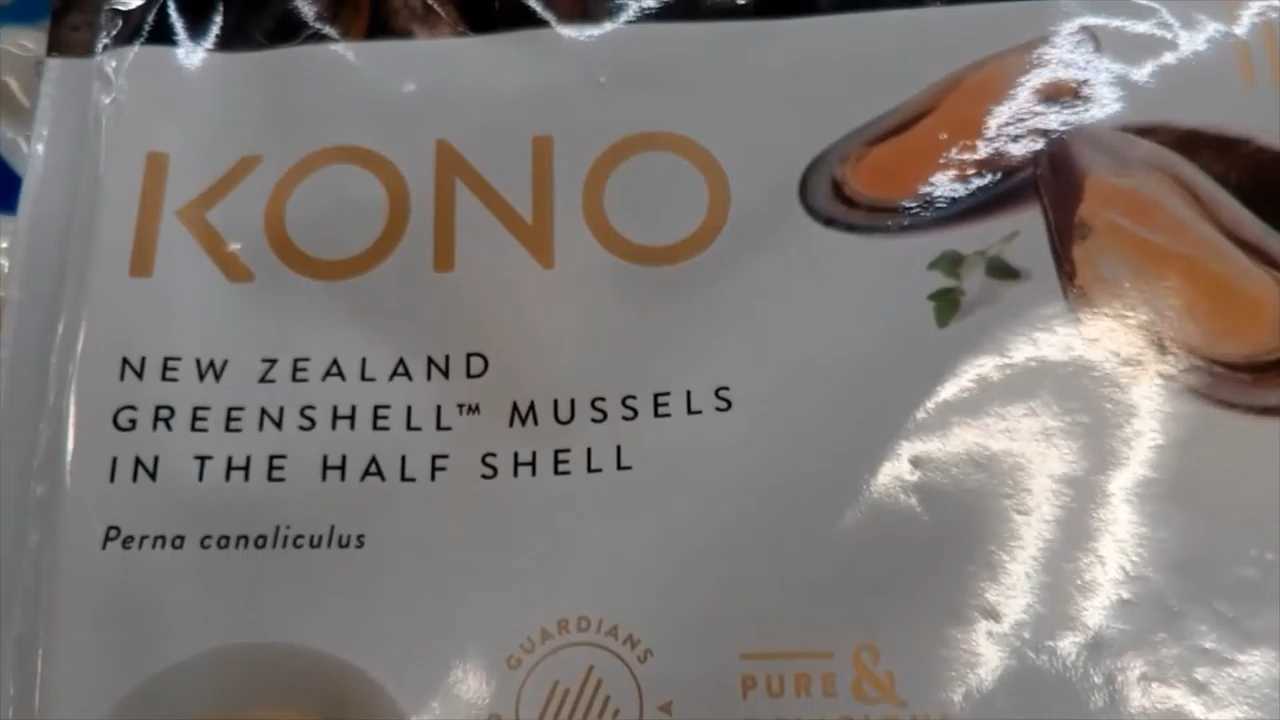 KONO
NEW ZEALAND
GREENSHELL™ MUSSELS
IN THE HALF SHELL
Perna canaliculus
GUARDIANS
PURE &